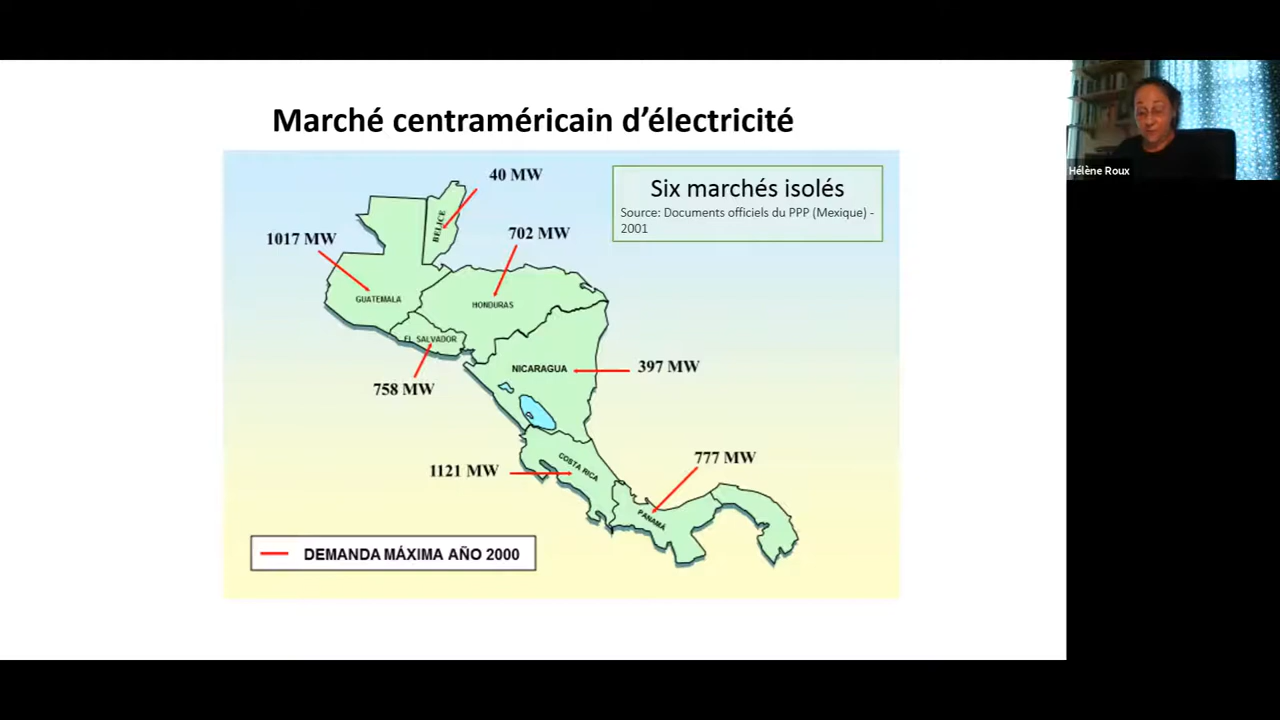 Marché centraméricain d’électricité
Six marchés isolés
Source: Documents officiels du PPP (Mexique) -
2001
40 MW
BELICE
1017 MW
702 MW
GUATEMALA
HONDURAS
EL SALVADOR
758 MW
NICARAGUA
397 MW
1121 MW
COSTA RICA
777 MW
PANAMÁ
DEMANDA MÁXIMA AÑO 2000
Hélène Roux